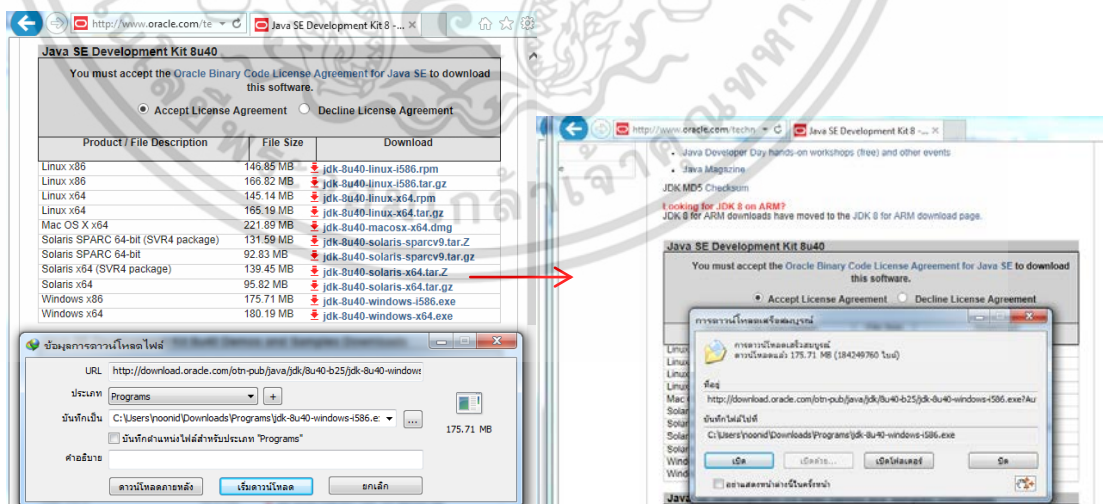 http://www.oracle.com/te
Java SE Development Kit 8 -...
Java SE Development Kit 8u40
You must accept the Oracle Binary Code License Agreement for Java SE to download
this software.
Accept License Agreement Decline License Agreement
Product / File Description File Size Download
Linux x86 146.85 MB jdk-8u40-linux-i586.rpm
Linux x86 166.82 MB jdk-8u40-linux-i586.tar.gz
Linux x64 145.14 MB jdk-8u40-linux-x64.rpm
Linux x64 165.19 MB jdk-8u40-linux-x64.tar.gz
Mac OS X x64 221.89 MB jdk-8u40-macosx-x64.dmg
Solaris SPARC 64-bit (SVR4 package) 131.59 MB jdk-8u40-solaris-sparcv9.tar.Z
Solaris SPARC 64-bit 92.83 MB jdk-8u40-solaris-sparcv9.tar.gz
Solaris x64 (SVR4 package) 139.45 MB jdk-8u40-solaris-x64.tar.Z
Solaris x64 95.82 MB jdk-8u40-solaris-x64.tar.gz
Windows x86 175.71 MB jdk-8u40-windows-i586.exe
Windows x64 180.19 MB jdk-8u40-windows-x64.exe
ข้อมูลการดาวน์โหลดไฟล์
URL http://download.oracle.com/otn-pub/java/jdk/8u40-b25/jdk-8u40-windows
ประเภท Programs
บันทึกเป็น C:\Users\noonid\Downloads\Programs\jdk-8u40-windows-i586.e
...
175.71 MB
บันทึกตำแหน่งไฟล์สำหรับประเภท "Programs"
คำอธิบาย
ดาวน์โหลดภายหลัง เริ่มดาวน์โหลด ยกเลิก
http://www.oracle.com/techn
Java SE Development Kit 8 -...
Java Developer Day hands-on workshops (free) and other events
Java Magazine
JDK MD5 Checksum
Looking for JDK 8 on ARM?
JDK 8 for ARM downloads have moved to the JDK 8 for ARM download page.
Java SE Development Kit 8u40
You must accept the Oracle Binary Code License Agreement for Java SE to download
this software.
Accept License Agreement Decline License Agreement
การดาวน์โหลดเสร็จสมบูรณ์
การดาวน์โหลดเสร็จสมบูรณ์
ดาวน์โหลดแล้ว 175.71 MB (184249760 ไบต์)
ที่อยู่
http://download.oracle.com/otn-pub/java/jdk/8u40-b25/jdk-8u40-windows-i586.exe?Au
บันทึกไฟล์ไปที่
C:\Users\noonid\Downloads\Programs\jdk-8u40-windows-i586.exe
เปิด เปิดด้วย... เปิดโฟลเดอร์ ปิด
อย่าแสดงหน้าต่างนี้ในครั้งหน้า